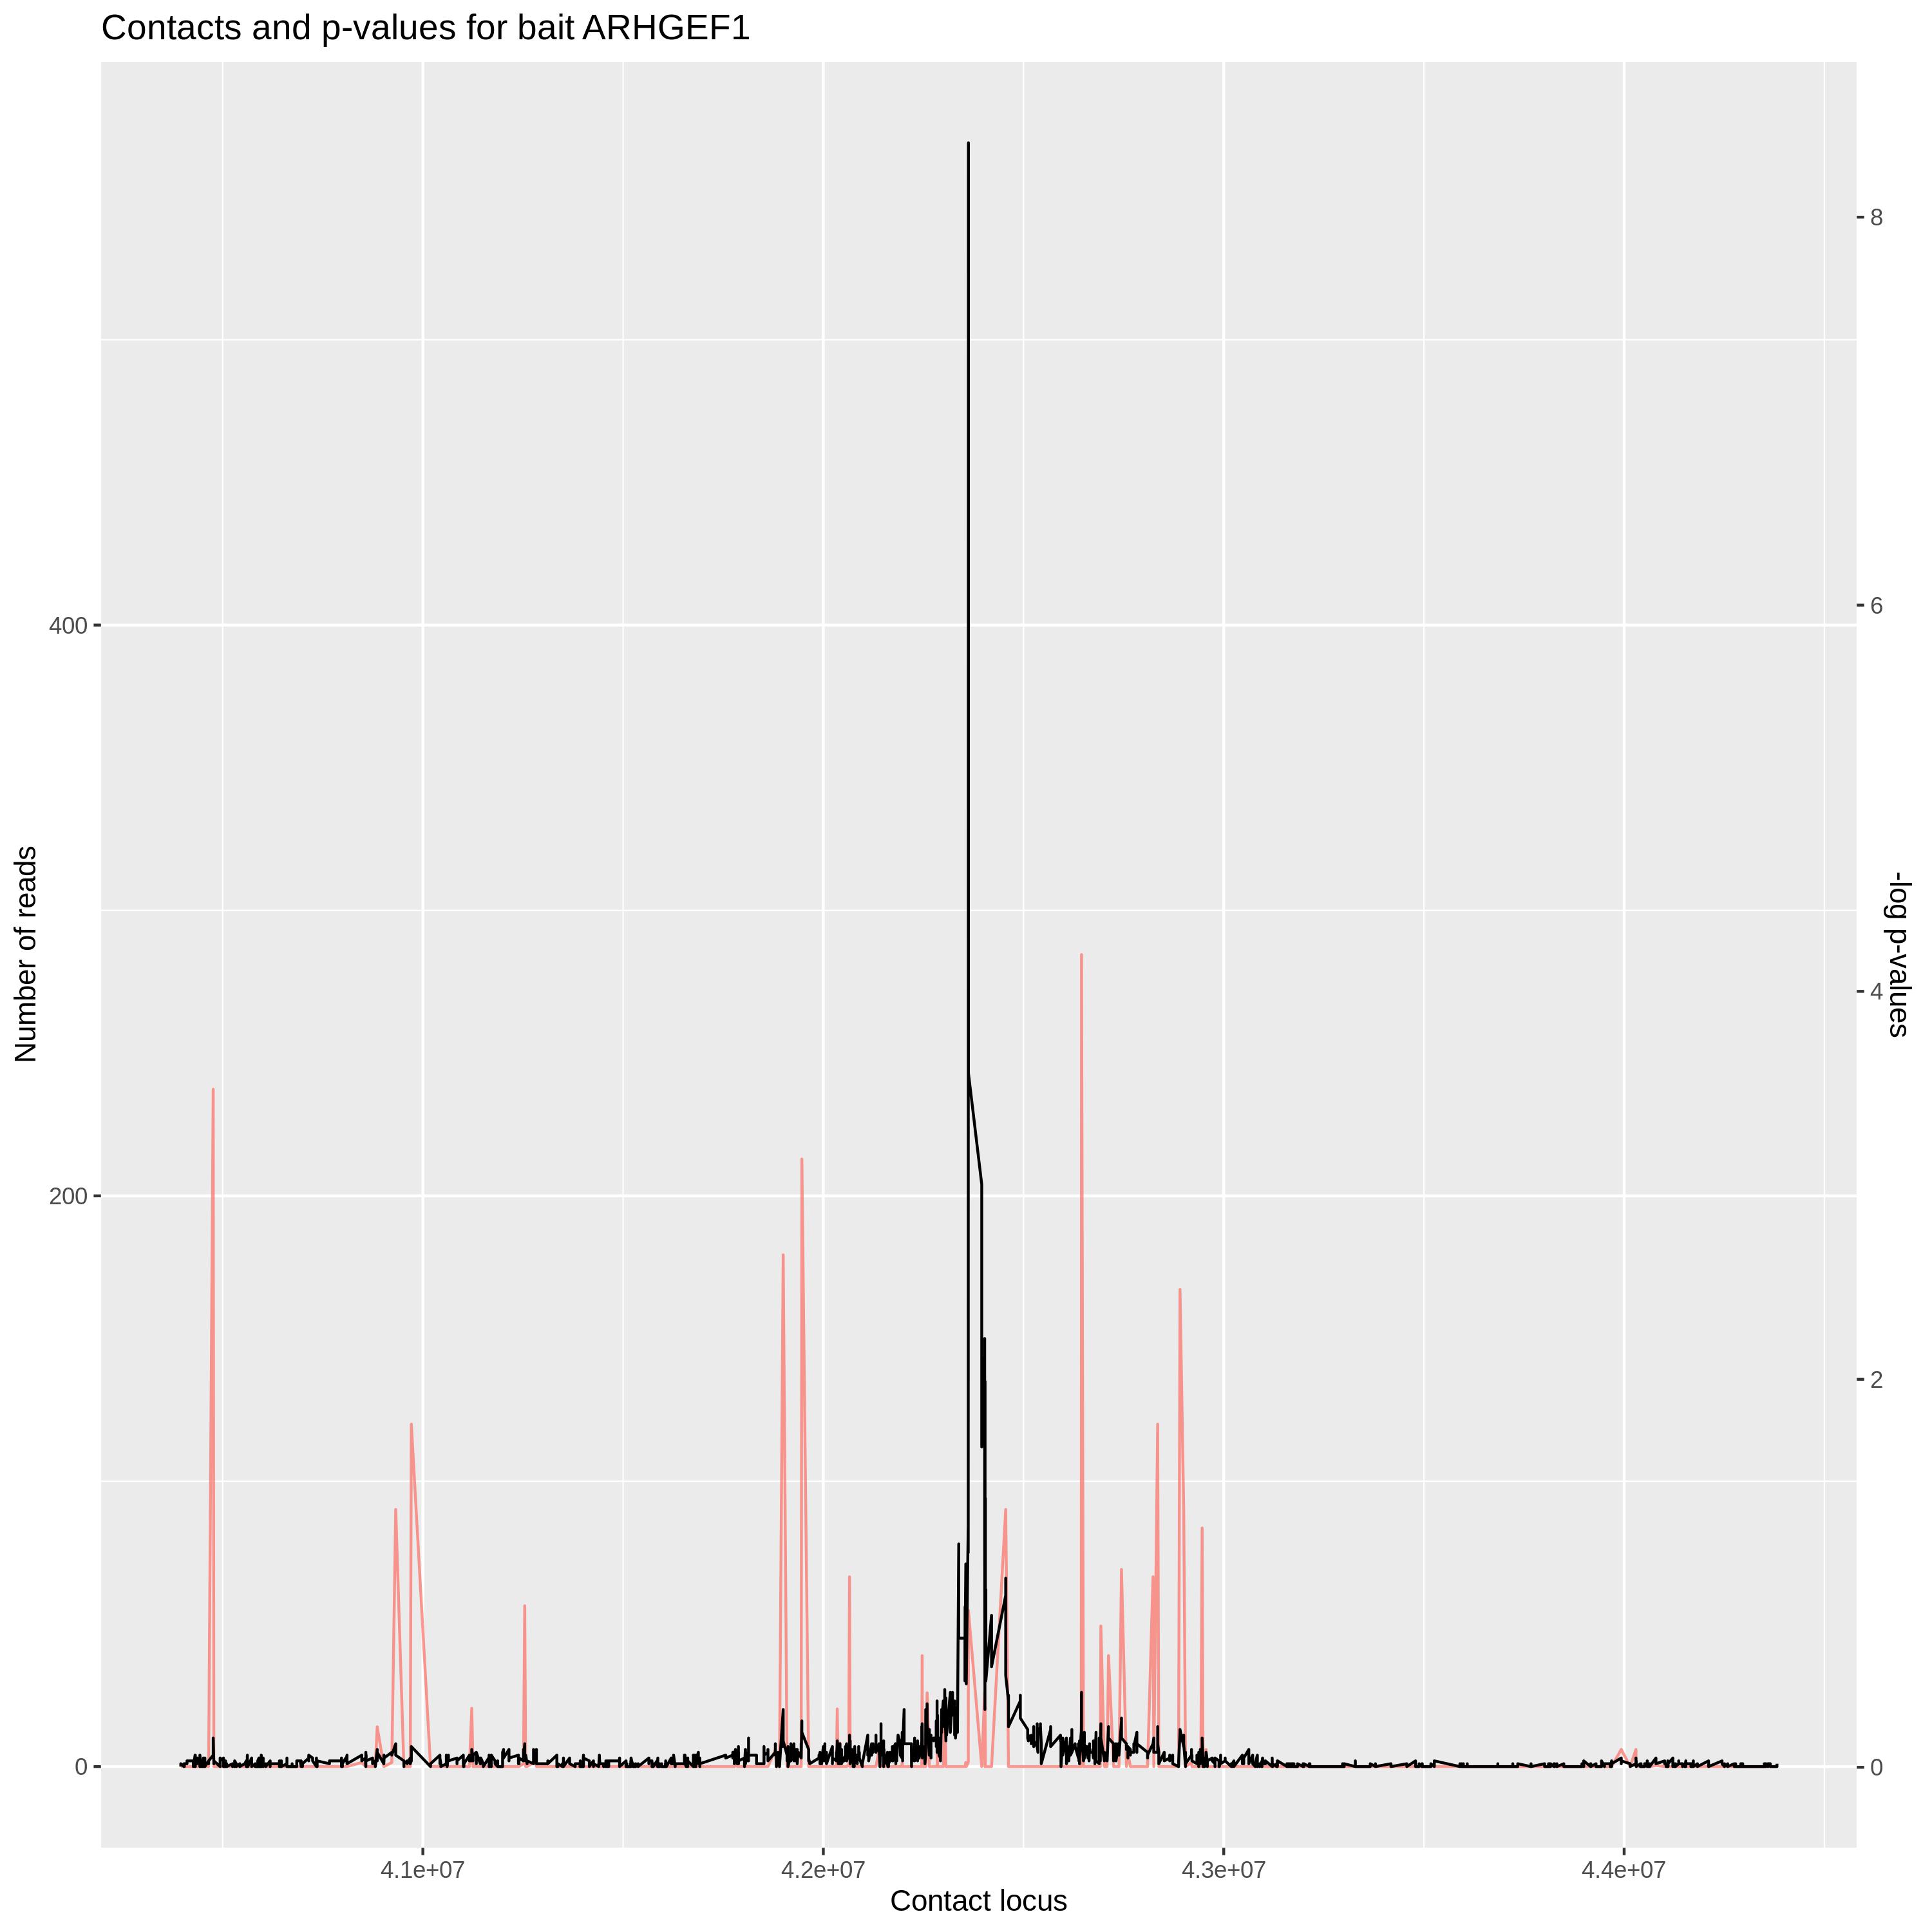 Contacts and p-values for bait ARHGEF1
Number of reads
400
200
0
8
6
4
2
0
-log p-values
4.1e+07
4.2e+07
4.3e+07
4.4e+07
Contact locus